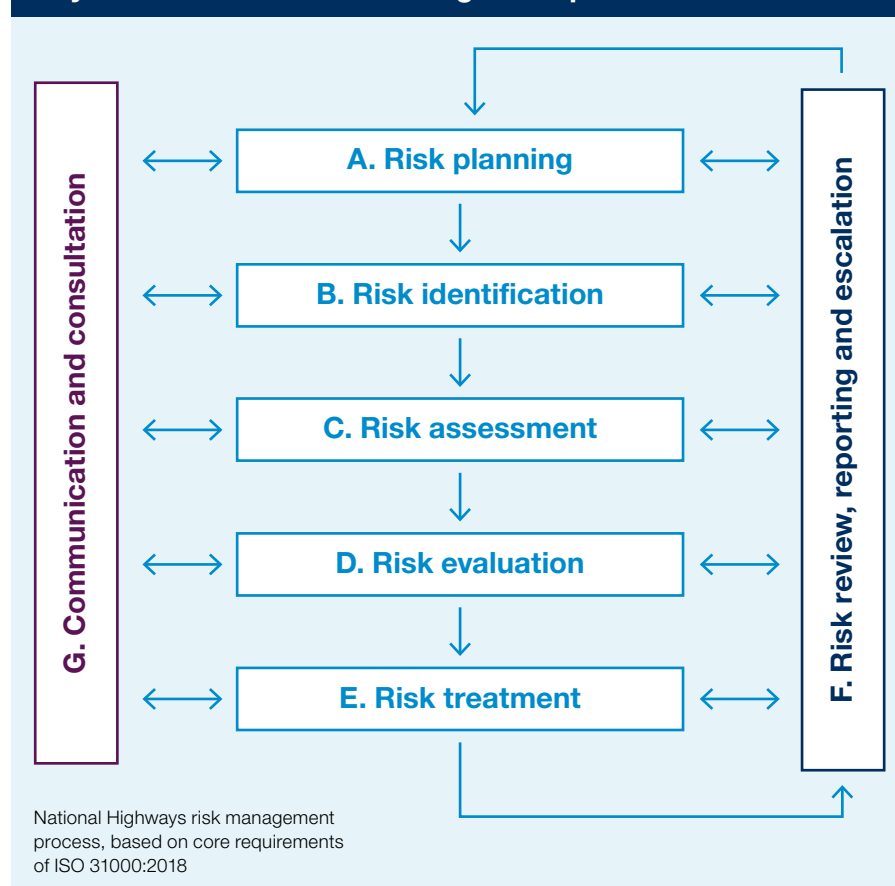 A. Risk planning
B. Risk identification
C. Risk assessment
D. Risk evaluation
E. Risk treatment
G. Communication and consultation
F. Risk review, reporting and escalation
National Highways risk management
process, based on core requirements
of ISO 31000:2018